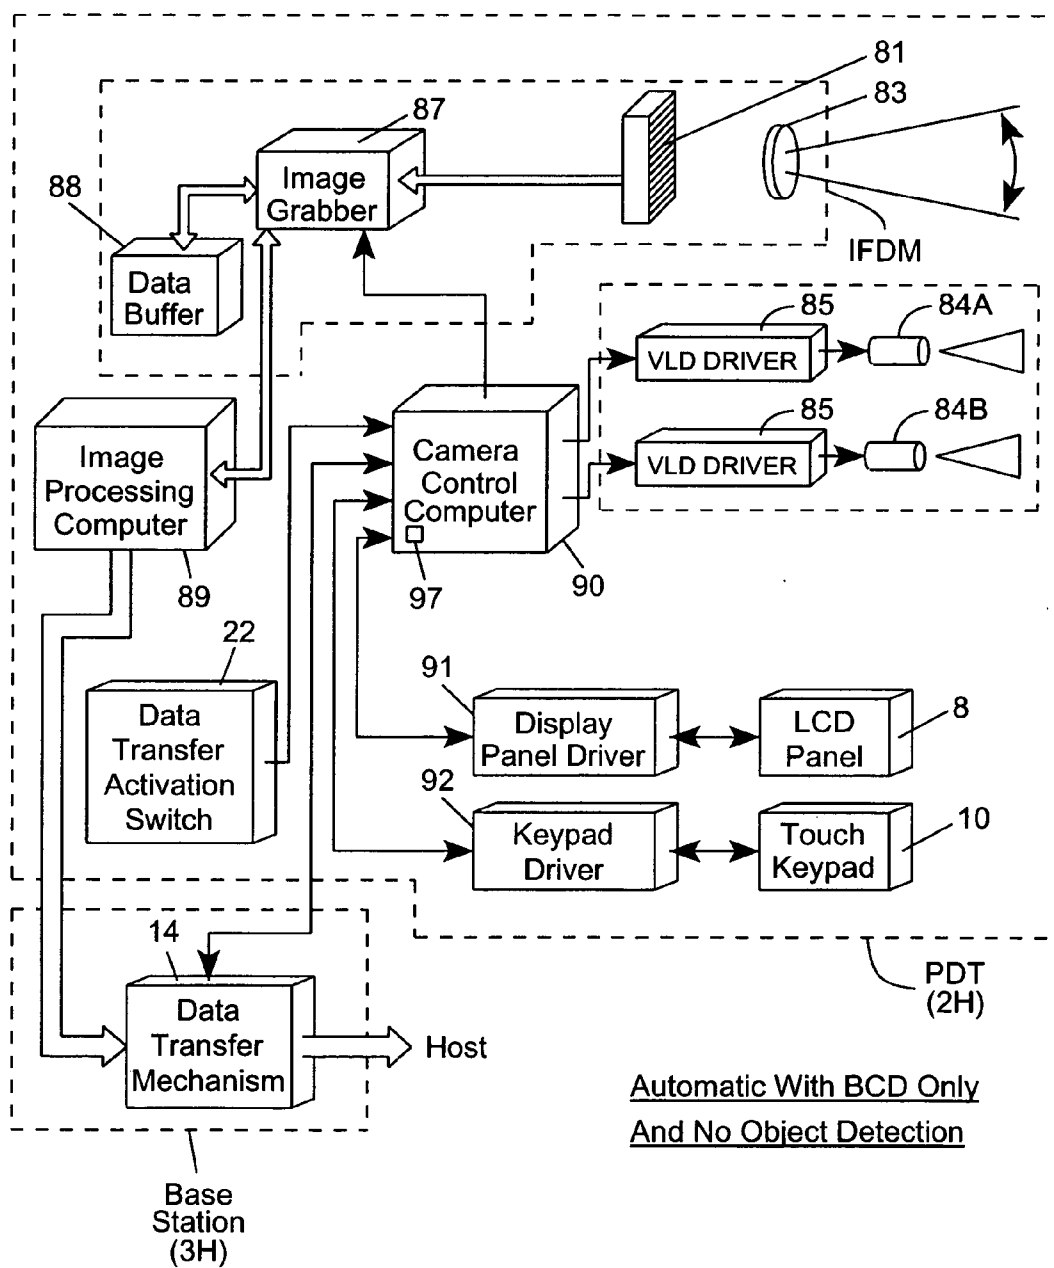 81
83
87
Image
Grabber
88
Data
Buffer
IFDM
85
84A
VLD DRIVER
85
84B
VLD DRIVER
Image
Processing
Computer
89
Camera
Control
Computer
97
90
22
Data
Transfer
Activation
Switch
91
Display
Panel Driver
LCD
Panel
8
92
Keypad
Driver
Touch
Keypad
10
14
Data
Transfer
Mechanism
Host
PDT
(2H)
Automatic With BCD Only
And No Object Detection
Base
Station
(3H)